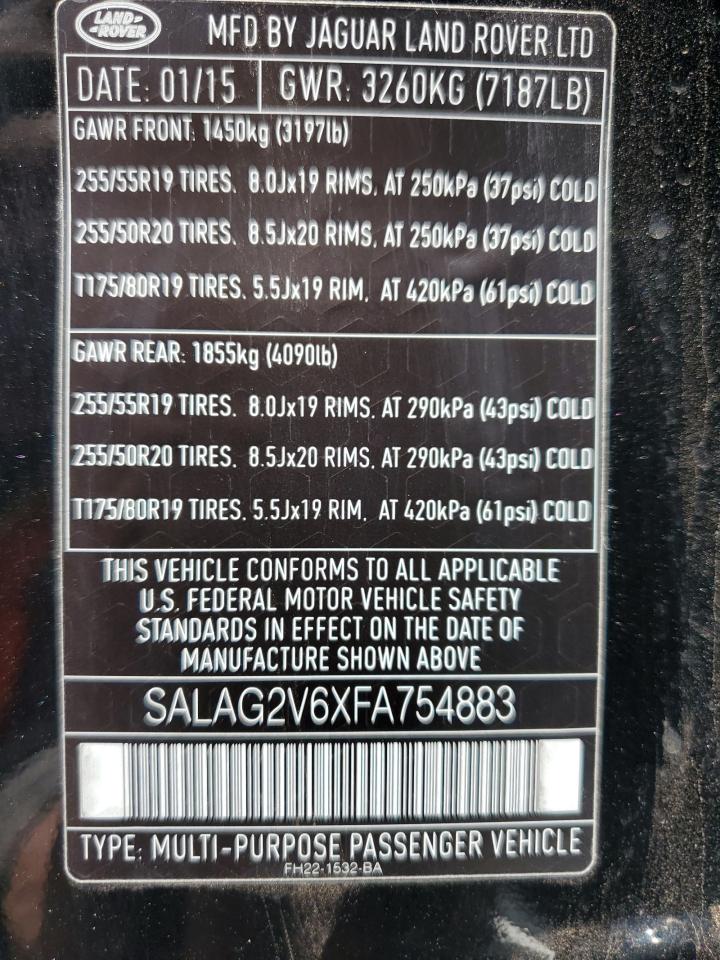 LAND-
-ROVER
MFD BY JAGUAR LAND ROVER LTD
DATE: 01/15 GWR: 3260KG (7187LB)
GAWR FRONT: 1450kg (3197lb)
255/55R19 TIRES. 8.0Jx19 RIMS. AT 250kPa (37psi) COLD
255/50R20 TIRES. 8.5Jx20 RIMS. AT 250kPa (37psi) COLD
T175/80R19 TIRES. 5.5Jx19 RIM. AT 420kPa (61psi) COLD
GAWR REAR: 1855kg (4090lb)
255/55R19 TIRES. 8.0Jx19 RIMS. AT 290kPa (43psi) COLD
255/50R20 TIRES. 8.5Jx20 RIMS. AT 290kPa (43psi) COLD
T175/80R19 TIRES. 5.5Jx19 RIM. AT 420kPa (61psi) COLD
THIS VEHICLE CONFORMS TO ALL APPLICABLE
U.S. FEDERAL MOTOR VEHICLE SAFETY
STANDARDS IN EFFECT ON THE DATE OF
MANUFACTURE SHOWN ABOVE
SALAG2V6XFA754883
TYPE: MULTI-PURPOSE PASSENGER VEHICLE
FH22-1532-BA